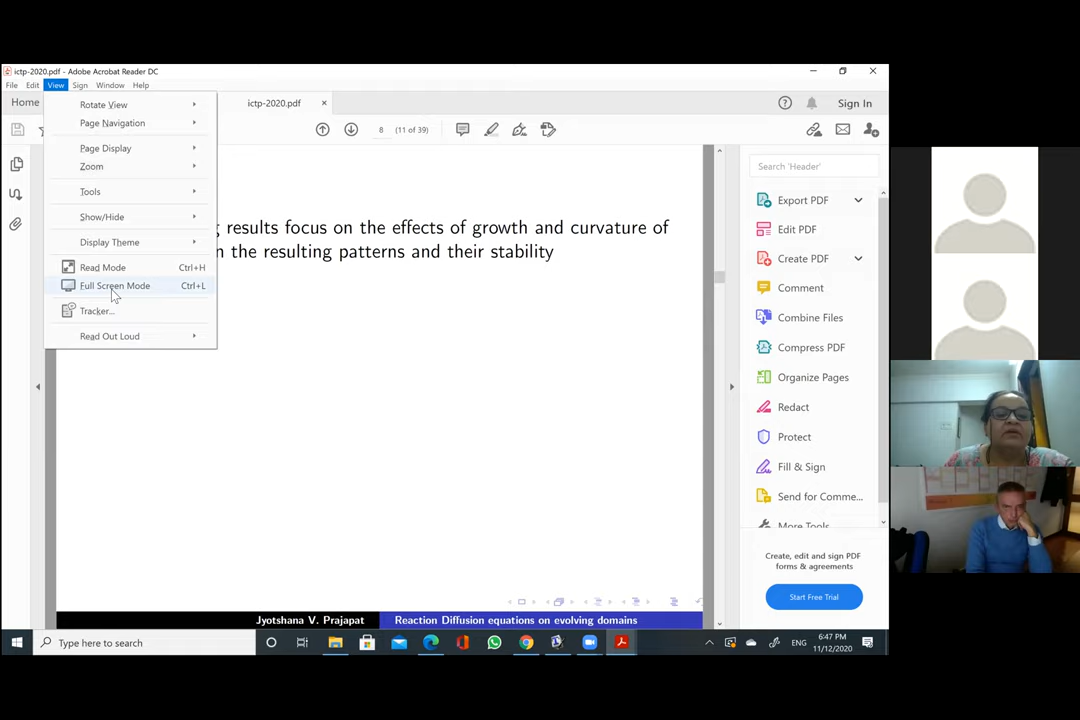 ictp-2020.pdf - Adobe Acrobat Reader DC
File Edit View Sign Window Help
Home
ictp-2020.pdf ×
Sign In
8 (11 of 39)
Rotate View
Page Navigation
Page Display
Zoom
Tools
Show/Hide
Display Theme
Read Mode Ctrl+H
Full Screen Mode Ctrl+L
Tracker...
Read Out Loud
results focus on the effects of growth and curvature of
the resulting patterns and their stability
Search 'Header'
Export PDF
Edit PDF
Create PDF
Comment
Combine Files
Compress PDF
Organize Pages
Redact
Protect
Fill & Sign
Send for Comme...
More Tools
Create, edit and sign PDF
forms & agreements
Start Free Trial
Jyotshana V. Prajapat Reaction Diffusion equations on evolving domains
Type here to search
ENG
6:47 PM
11/12/2020